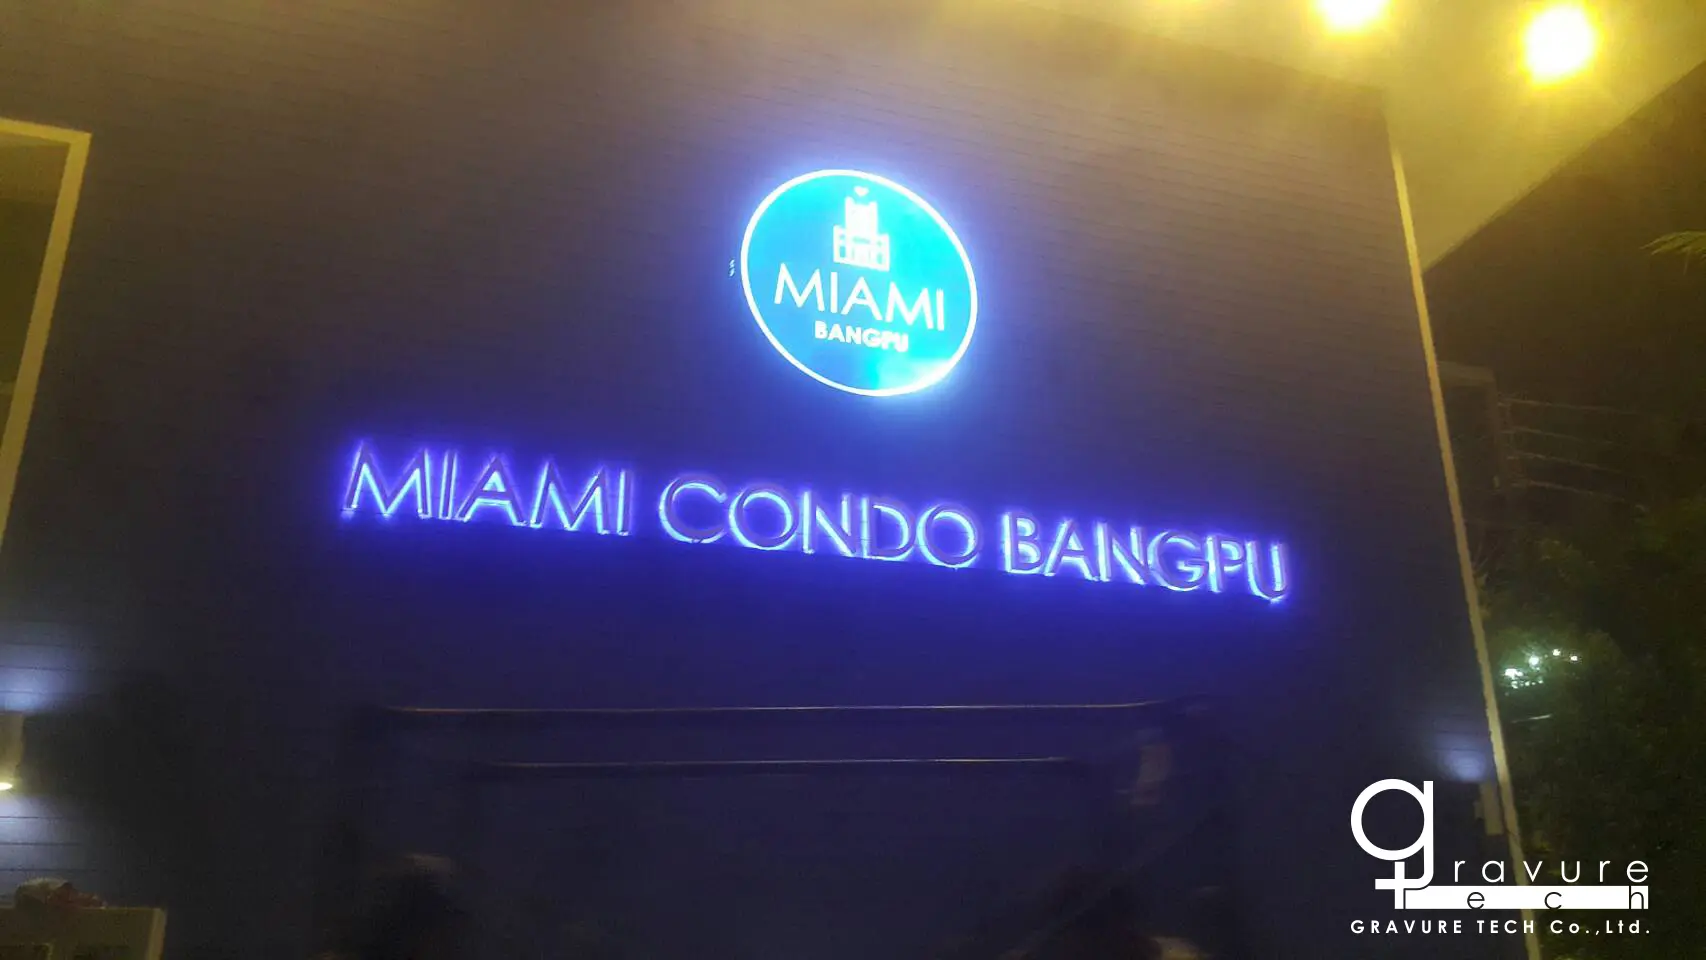 MIAMI
BANGPU
MIAMI CONDO BANGPU
gravure
tech
GRAVURE TECH Co.,Ltd.